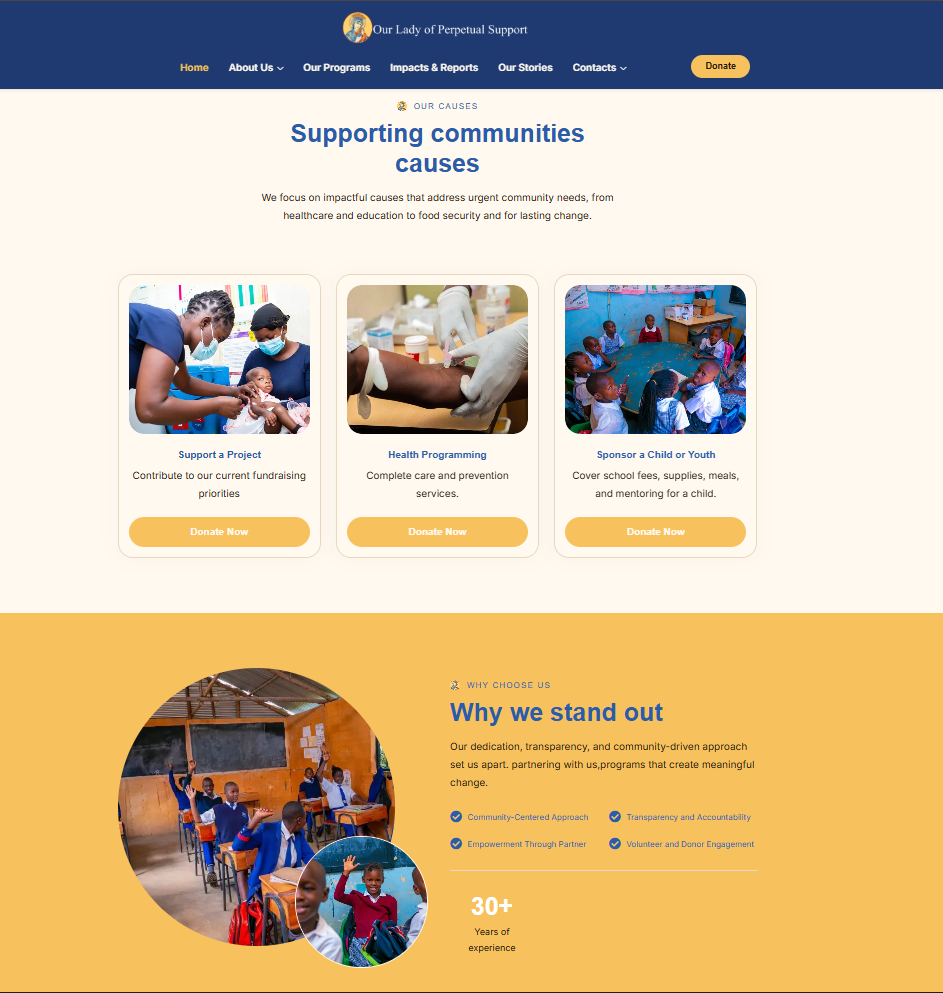 Our Lady of Perpetual Support
Home About Us Our Programs Impacts & Reports Our Stories Contacts Donate
OUR CAUSES
Supporting communities
causes
We focus on impactful causes that address urgent community needs, from
healthcare and education to food security and for lasting change.
Support a Project
Contribute to our current fundraising
priorities
Donate Now
Health Programming
Complete care and prevention
services.
Donate Now
Sponsor a Child or Youth
Cover school fees, supplies, meals,
and mentoring for a child.
Donate Now
WHY CHOOSE US
Why we stand out
Our dedication, transparency, and community-driven approach
set us apart. partnering with us,programs that create meaningful
change.
Community-Centered Approach Transparency and Accountability
Empowerment Through Partner Volunteer and Donor Engagement
30+
Years of
experience